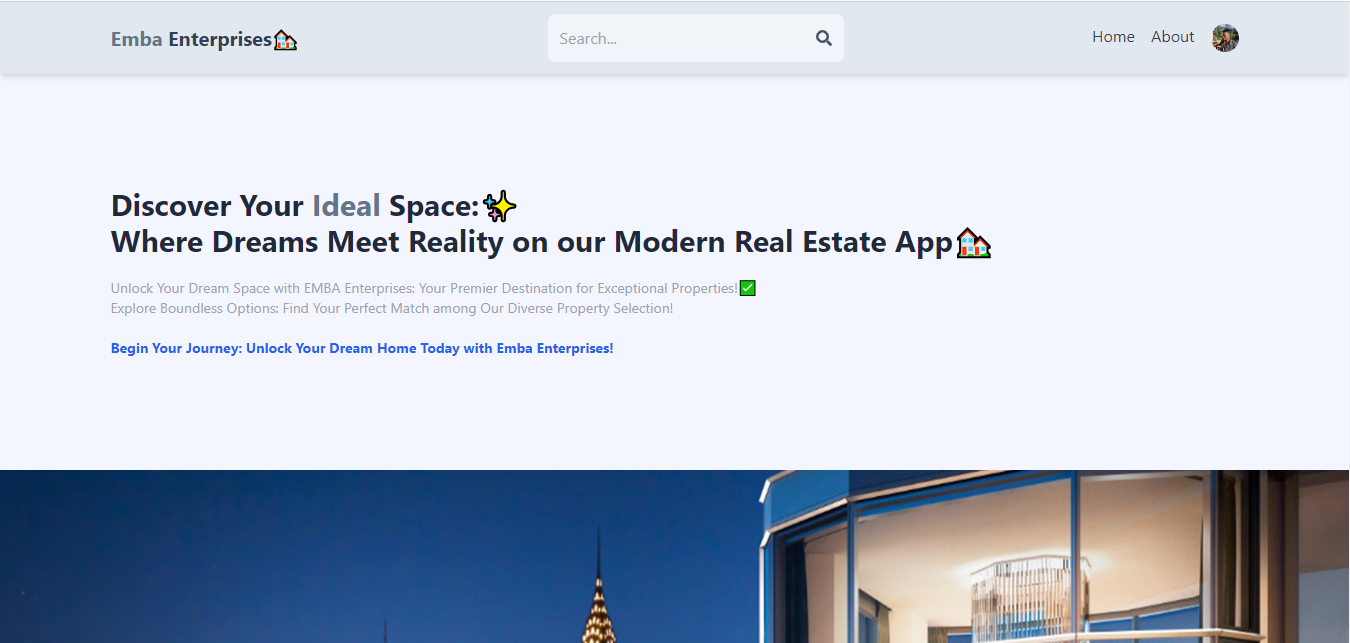 Emba Enterprises🏘️
Search...
Home
About
Discover Your Ideal Space:✨
Where Dreams Meet Reality on our Modern Real Estate App🏘️
Unlock Your Dream Space with EMBA Enterprises: Your Premier Destination for Exceptional Properties!✅
Explore Boundless Options: Find Your Perfect Match among Our Diverse Property Selection!
Begin Your Journey: Unlock Your Dream Home Today with Emba Enterprises!